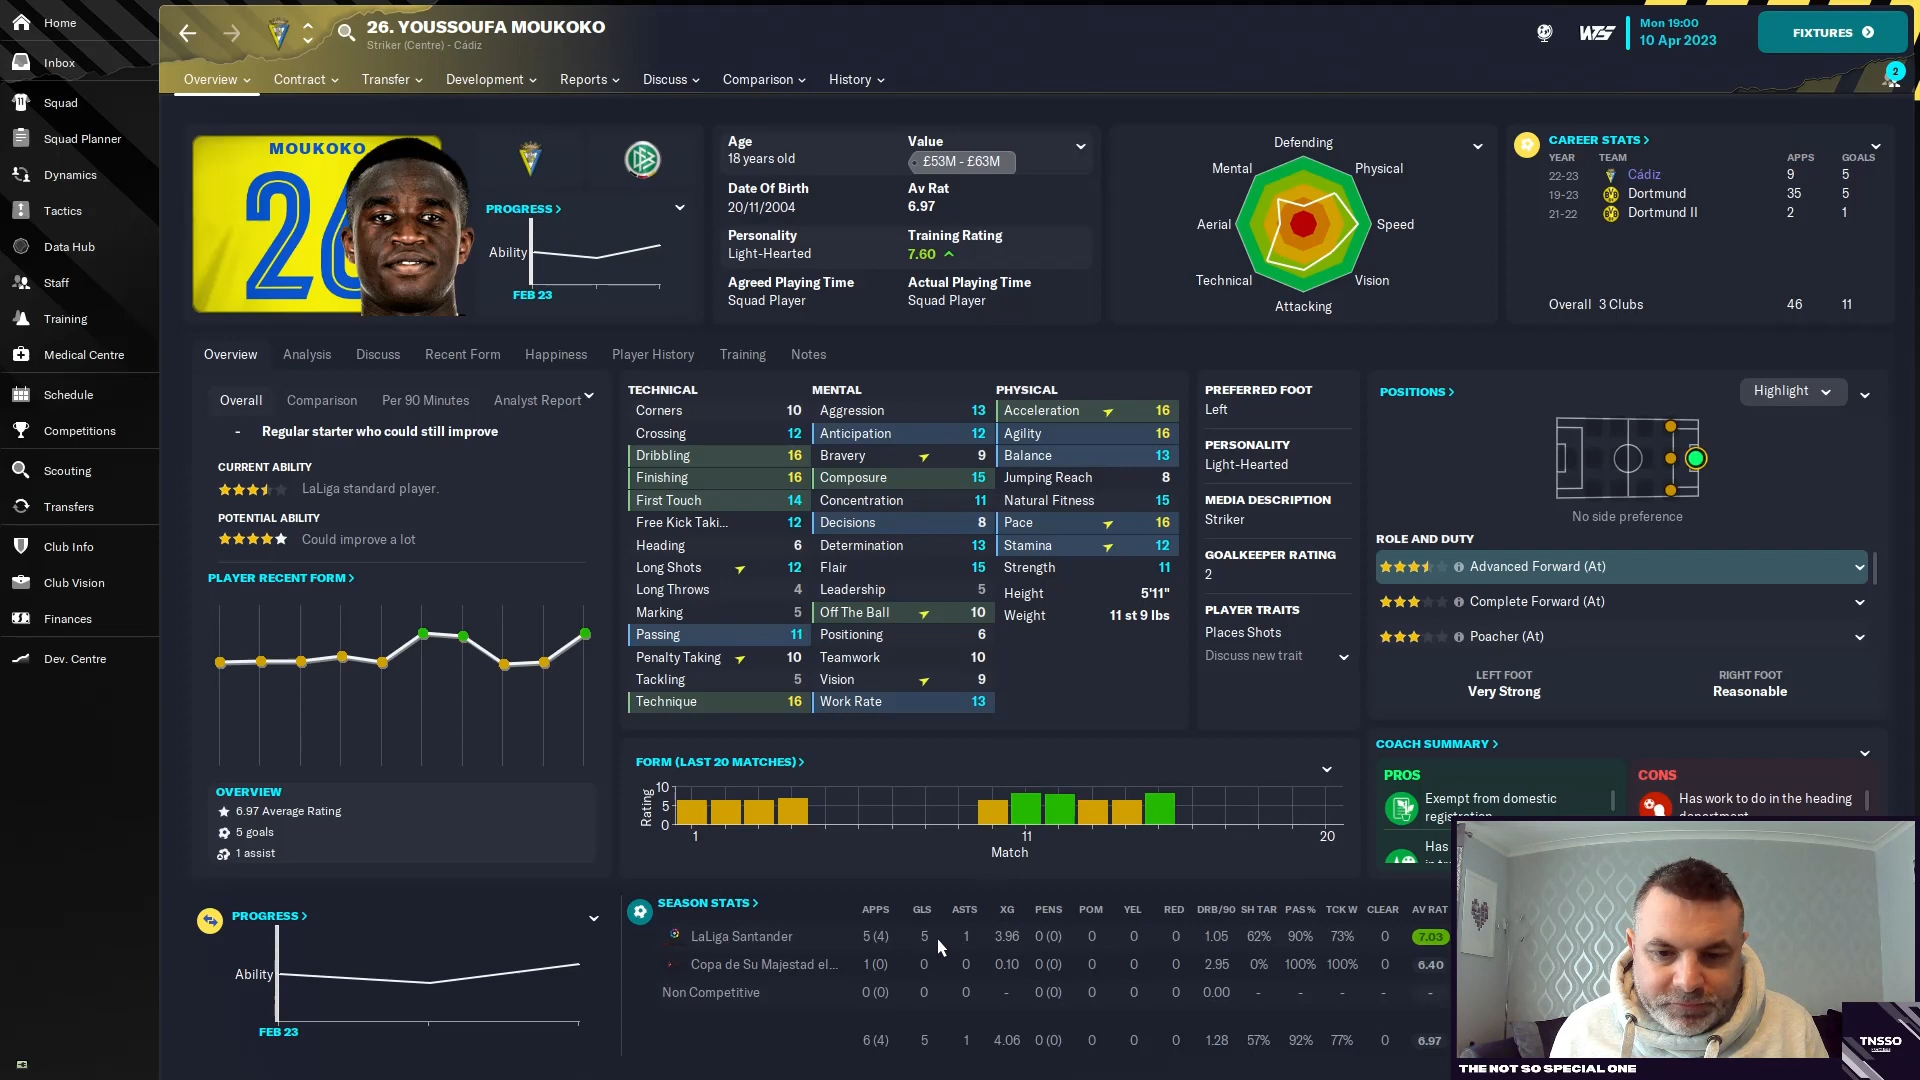 Home
Inbox
Squad
Squad Planner
Dynamics
Tactics
Data Hub
Staff
Training
Medical Centre
Schedule
Competitions
Scouting
Transfers
Club Info
Club Vision
Finances
Dev. Centre
26. YOUSSOUFA MOUKOKO
Striker (Centre) - Cádiz
Mon 19:00
10 Apr 2023
FIXTURES
2
Overview Contract Transfer Development Reports Discuss Comparison History
MOUKOKO
PROGRESS >
Ability
FEB 23
Age
18 years old
Value
£53M - £63M
Date Of Birth
20/11/2004
Av Rat
6.97
Personality
Light-Hearted
Training Rating
7.60
Agreed Playing Time
Squad Player
Actual Playing Time
Squad Player
Defending
Mental Physical
Aerial Speed
Technical Vision
Attacking
CAREER STATS >
YEAR TEAM APPS GOALS
22-23 Cádiz 9 5
19-23 Dortmund 35 5
21-22 Dortmund II 2 1
Overall 3 Clubs 46 11
Overview Analysis Discuss Recent Form Happiness Player History Training Notes
Overall Comparison Per 90 Minutes Analyst Report
- Regular starter who could still improve
CURRENT ABILITY
LaLiga standard player.
POTENTIAL ABILITY
Could improve a lot
PLAYER RECENT FORM >
OVERVIEW
6.97 Average Rating
5 goals
1 assist
TECHNICAL
Corners 10
Crossing 12
Dribbling 16
Finishing 16
First Touch 14
Free Kick Taki... 12
Heading 6
Long Shots 12
Long Throws 4
Marking 5
Passing 11
Penalty Taking 10
Tackling 5
Technique 16
MENTAL
Aggression 13
Anticipation 12
Bravery 9
Composure 15
Concentration 11
Decisions 8
Determination 13
Flair 15
Leadership 5
Off The Ball 10
Positioning 6
Teamwork 10
Vision 9
Work Rate 13
PHYSICAL
Acceleration 16
Agility 16
Balance 13
Jumping Reach 8
Natural Fitness 15
Pace 16
Stamina 12
Strength 11
Height 5'11"
Weight 11 st 9 lbs
PREFERRED FOOT
Left
PERSONALITY
Light-Hearted
MEDIA DESCRIPTION
Striker
GOALKEEPER RATING
2
PLAYER TRAITS
Places Shots
Discuss new trait
POSITIONS >
Highlight
No side preference
ROLE AND DUTY
Advanced Forward (At)
Complete Forward (At)
Poacher (At)
LEFT FOOT
Very Strong
RIGHT FOOT
Reasonable
FORM (LAST 20 MATCHES) >
Rating
10
5
0
1 11 20
Match
COACH SUMMARY >
PROS
Exempt from domestic
Has
CONS
Has work to do in the heading
PROGRESS >
Ability
FEB 23
SEASON STATS >
APPS GLS ASTS XG PENS POM YEL RED DRB/90 SH TAR PAS % TCK W CLEAR AV RAT
LaLiga Santander 5 (4) 5 1 3.96 0 (0) 0 0 0 1.05 62% 90% 73% 0 7.03
Copa de Su Majestad el... 1 (0) 0 0 0.10 0 (0) 0 0 0 2.95 0% 100% 100% 0 6.40
Non Competitive 0 (0) 0 0 - 0 (0) 0 0 0 0.00 - - - 0 -
6 (4) 5 1 4.06 0 (0) 0 0 0 1.28 57% 92% 77% 0 6.97
TNSSO
THE NOT SO SPECIAL ONE